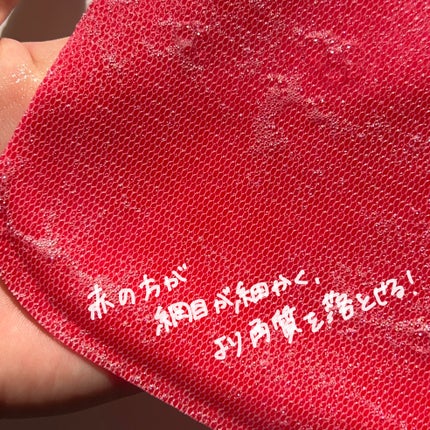 赤の方が
網目が細かく、
より角質を落とせる！